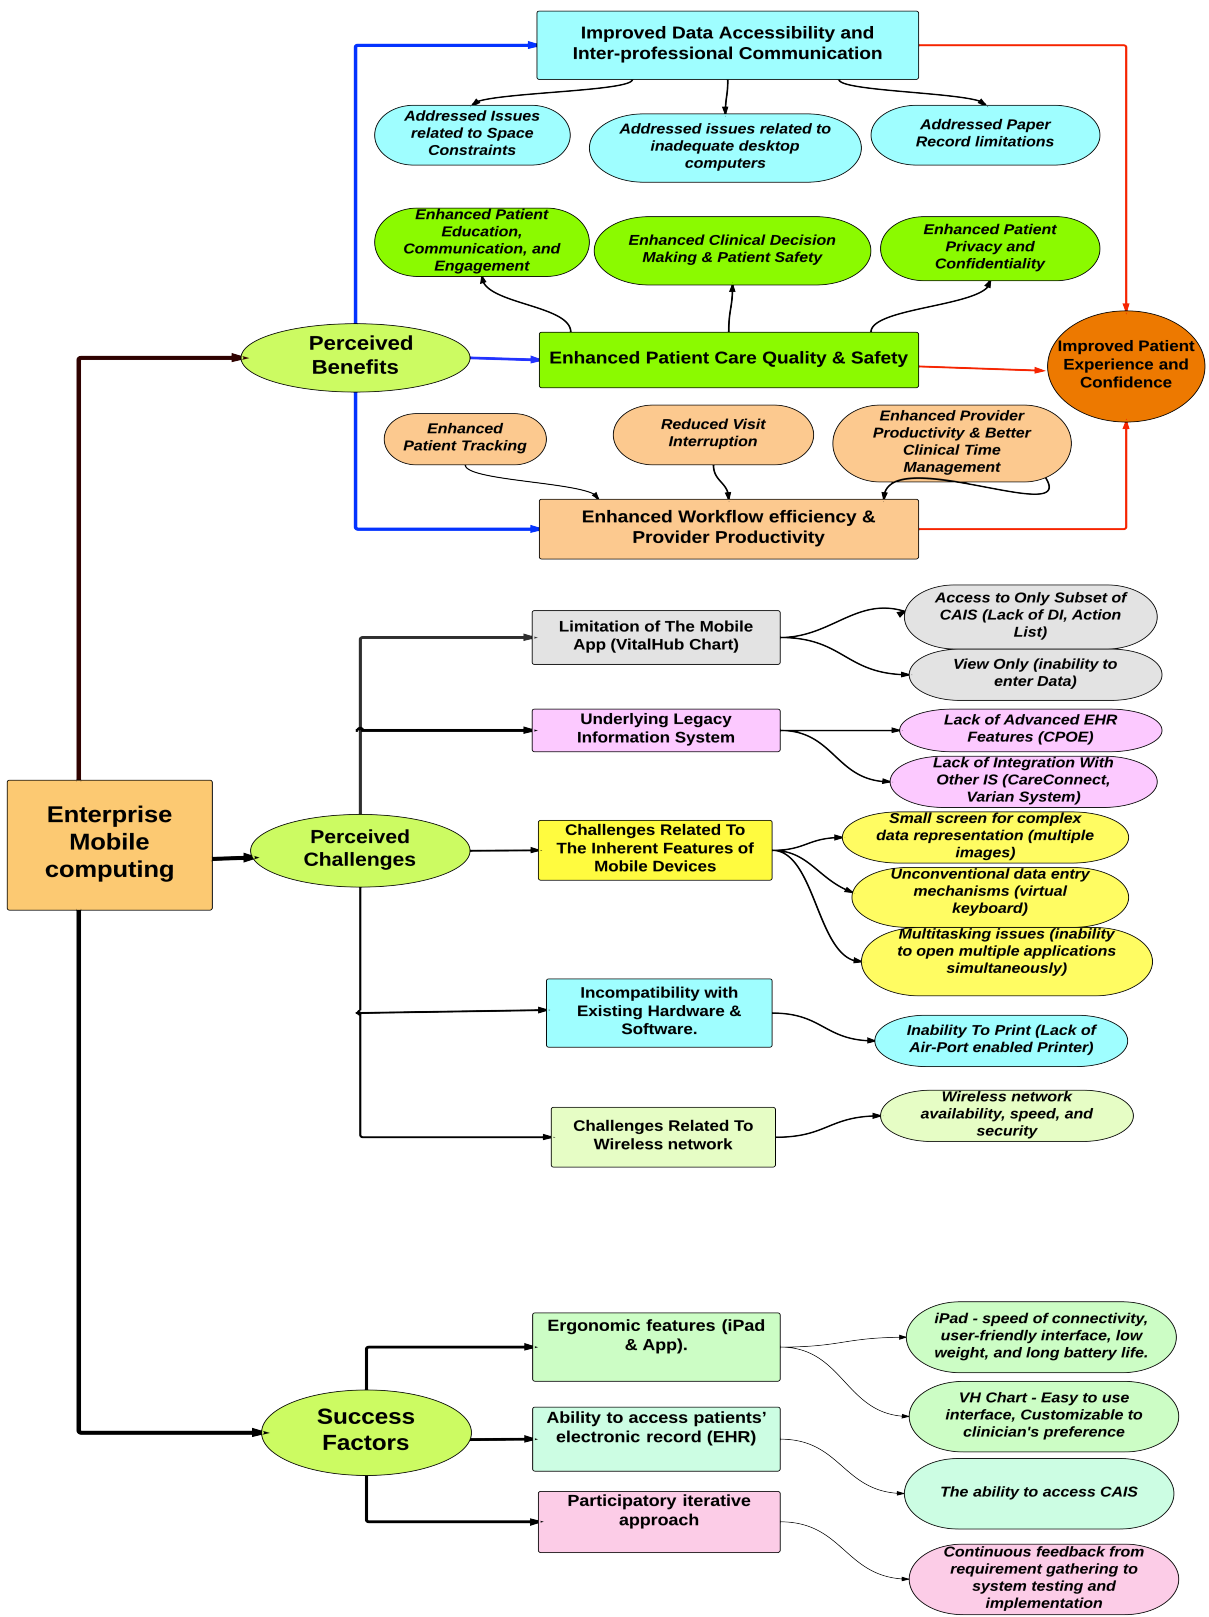 Improved Data Accessibility and
Inter-professional Communication
Addressed Issues
related to Space
Constraints
Addressed issues related to
inadequate desktop
computers
Addressed Paper
Record limitations
Enhanced Patient
Education,
Communication, and
Engagement
Enhanced Clinical Decision
Making & Patient Safety
Enhanced Patient
Privacy and
Confidentiality
Perceived
Benefits
Enhanced Patient Care Quality & Safety
Improved Patient
Experience and
Confidence
Enhanced
Patient Tracking
Reduced Visit
Interruption
Enhanced Provider
Productivity & Better
Clinical Time
Management
Enhanced Workflow efficiency &
Provider Productivity
Limitation of The Mobile
App (VitalHub Chart)
Access to Only Subset of
CAIS (Lack of DI, Action
List)
View Only (inability to
enter Data)
Underlying Legacy
Information System
Lack of Advanced EHR
Features (CPOE)
Lack of Integration With
Other IS (CareConnect,
Varian System)
Enterprise
Mobile
computing
Perceived
Challenges
Challenges Related To
The Inherent Features of
Mobile Devices
Small screen for complex
data representation (multiple
images)
Unconventional data entry
mechanisms (virtual
keyboard)
Multitasking issues (inability
to open multiple applications
simultaneously)
Incompatibility with
Existing Hardware &
Software.
Inability To Print (Lack of
Air-Port enabled Printer)
Challenges Related To
Wireless network
Wireless network
availability, speed, and
security
Success
Factors
Ergonomic features (iPad
& App).
iPad - speed of connectivity,
user-friendly interface, low
weight, and long battery life.
VH Chart - Easy to use
interface, Customizable to
clinician's preference
Ability to access patients’
electronic record (EHR)
The ability to access CAIS
Participatory iterative
approach
Continuous feedback from
requirement gathering to
system testing and
implementation